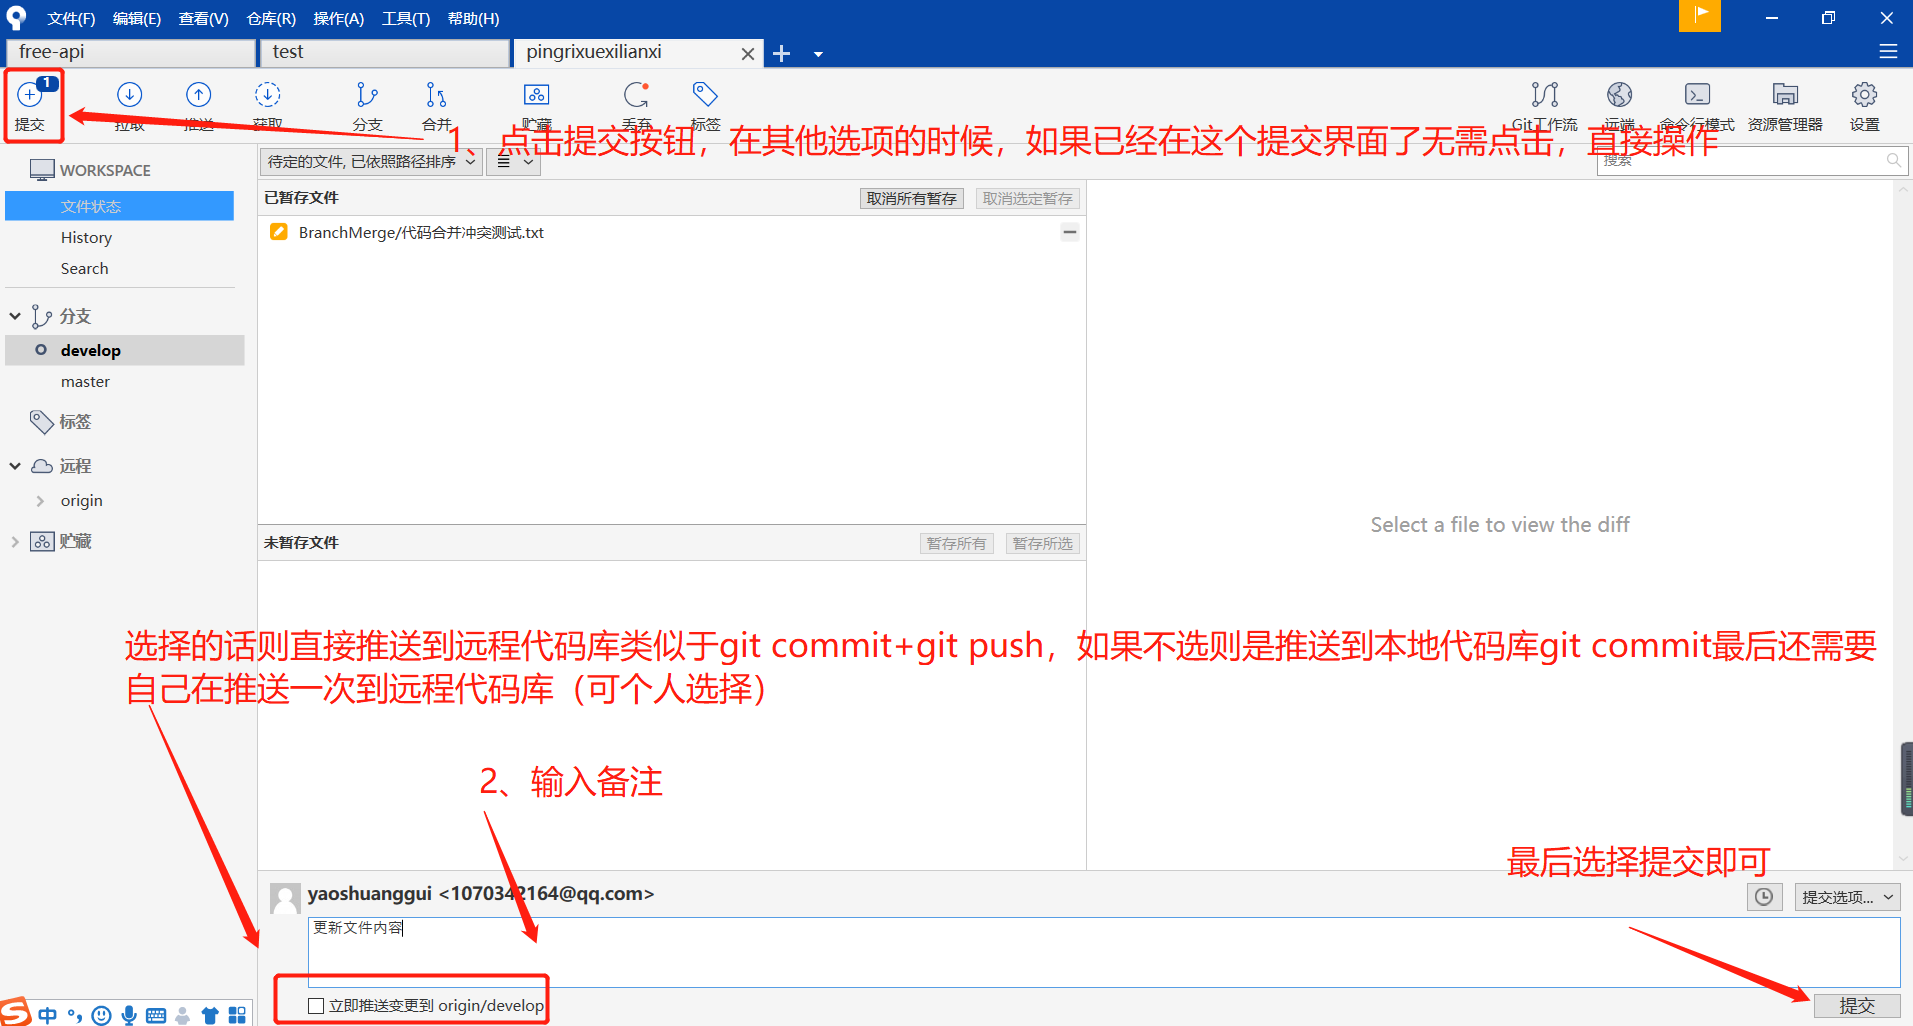 文件(F) 编辑(E) 查看(V) 仓库(R) 操作(A) 工具(T) 帮助(H)
free-api test pingrixuexilianxi
1
提交 拉取 推送 获取 分支 合并 贮藏 丢弃 标签 Git工作流 远端 命令行模式 资源管理器 设置
1、点击提交按钮，在其他选项的时候，如果已经在这个提交界面了无需点击，直接操作
WORKSPACE
待定的文件, 已依照路径排序
搜索
文件状态
History
Search
分支
develop
master
标签
远程
origin
贮藏
已暂存文件 取消所有暂存 取消选定暂存
BranchMerge/代码合并冲突测试.txt
Select a file to view the diff
未暂存文件 暂存所有 暂存所选
选择的话则直接推送到远程代码库类似于git commit+git push，如果不选则是推送到本地代码库git commit最后还需要
自己在推送一次到远程代码库（可个人选择）
2、输入备注
最后选择提交即可
yaoshuanggui <1070342164@qq.com>
提交选项...
更新文件内容
立即推送变更到 origin/develop
提交
S 中